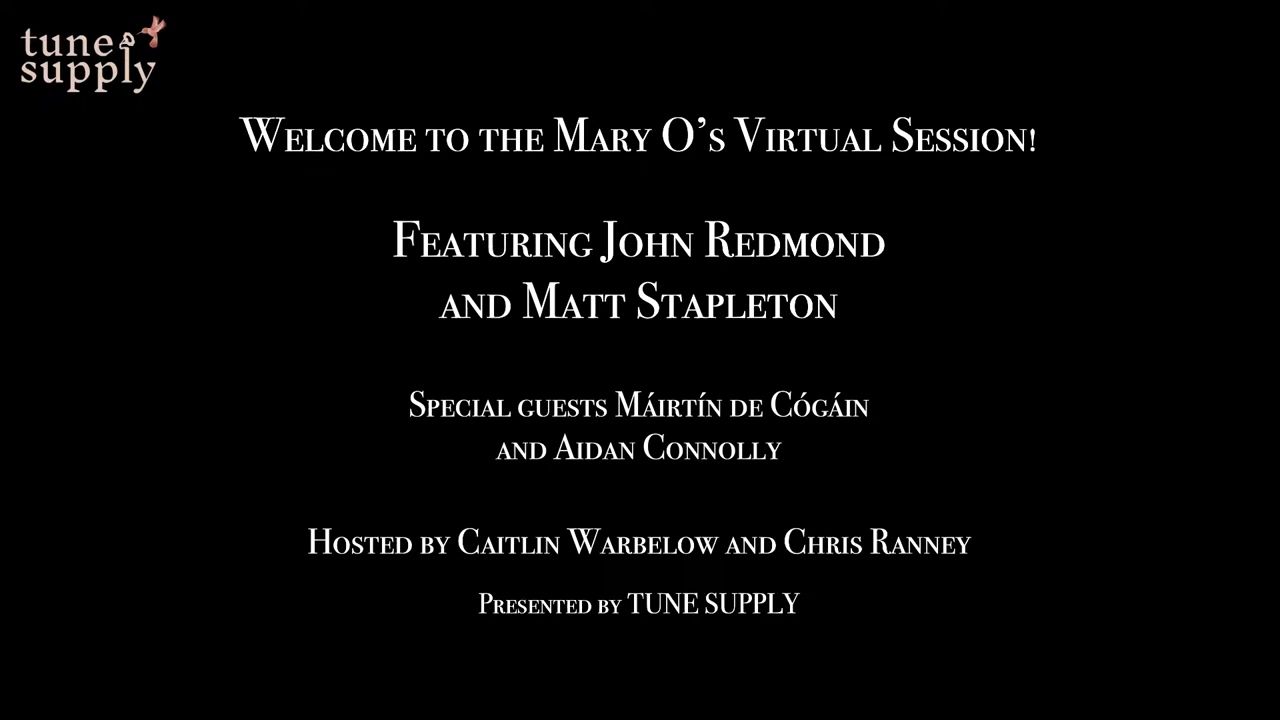 tune
supply
Welcome to the Mary O's Virtual Session!
Featuring John Redmond
and Matt Stapleton
Special guests Máirtín de Cógáin
and Aidan Connolly
Hosted by Caitlin Warbelow and Chris Ranney
Presented by TUNE SUPPLY